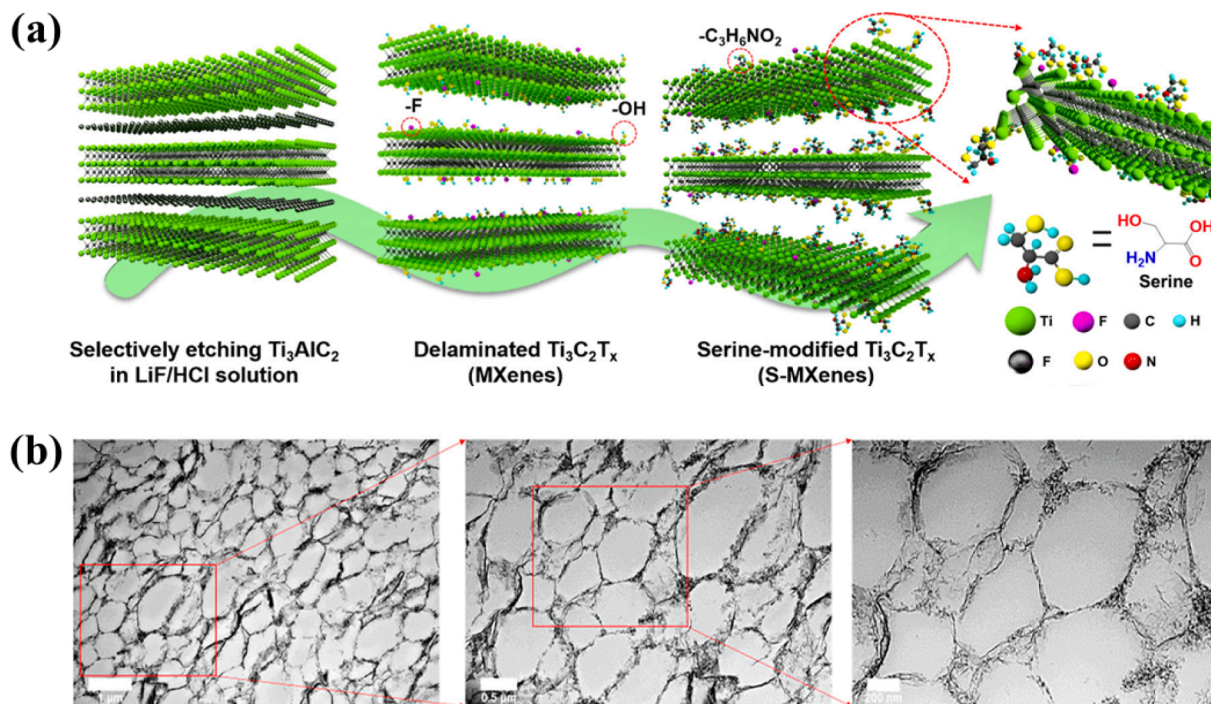 (a)
-C₃H₆NO₂
-F
-OH
HO
OH
H₂N
O
Serine
Ti
F
C
H
F
O
N
Selectively etching Ti₃AlC₂
in LiF/HCl solution
Delaminated Ti₃C₂Tₓ
(MXenes)
Serine-modified Ti₃C₂Tₓ
(S-MXenes)
(b)
1 μm
0.5 μm
200 nm